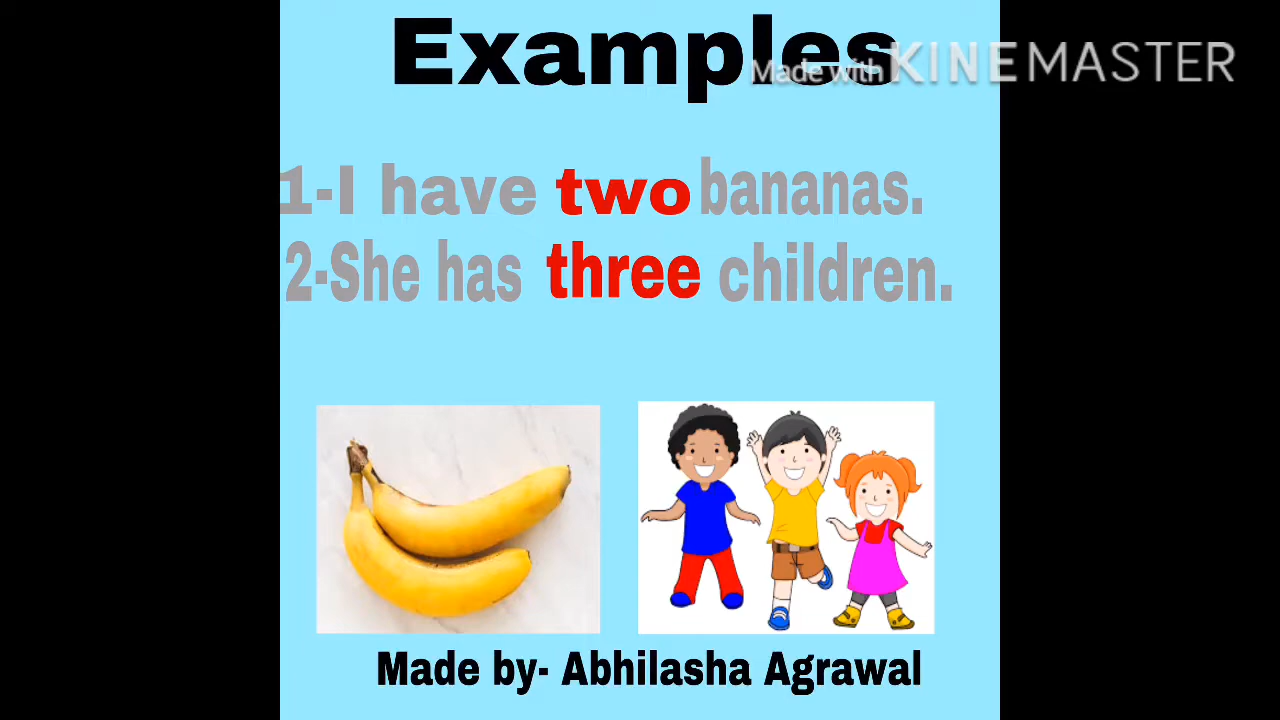 Examples
Made with KINEMASTER
1-I have two bananas.
2-She has three children.
Made by- Abhilasha Agrawal